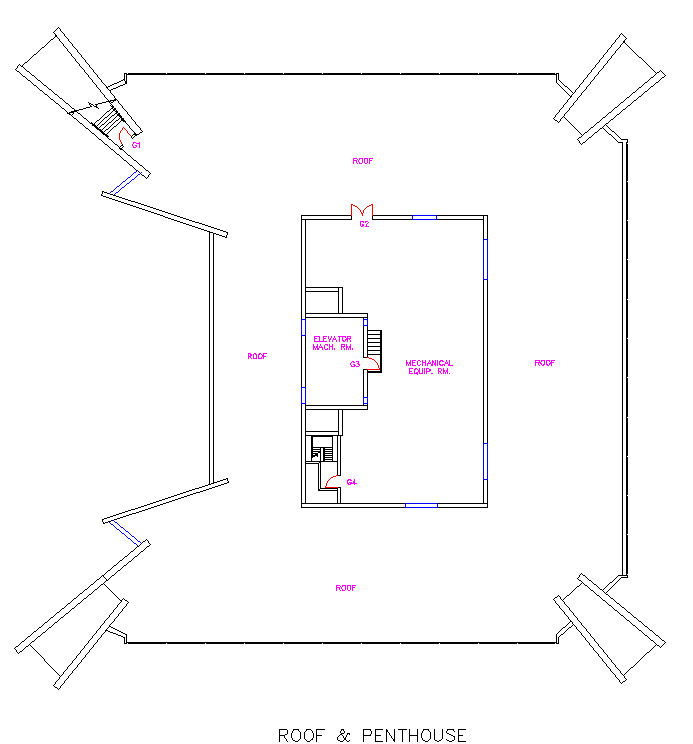 G1
ROOF
G2
ELEVATOR
MACH. RM.
ROOF
G3
MECHANICAL
EQUIP. RM.
ROOF
G4
ROOF
ROOF & PENTHOUSE